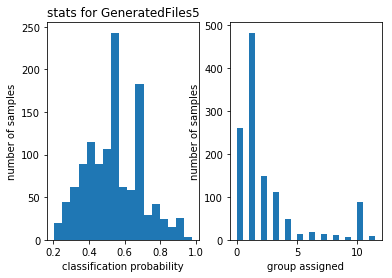 stats for GeneratedFiles5
number of samples
250
200
150
100
50
0
0.2 0.4 0.6 0.8 1.0
classification probability
number of samples
500
400
300
200
100
0
0 5 10
group assigned